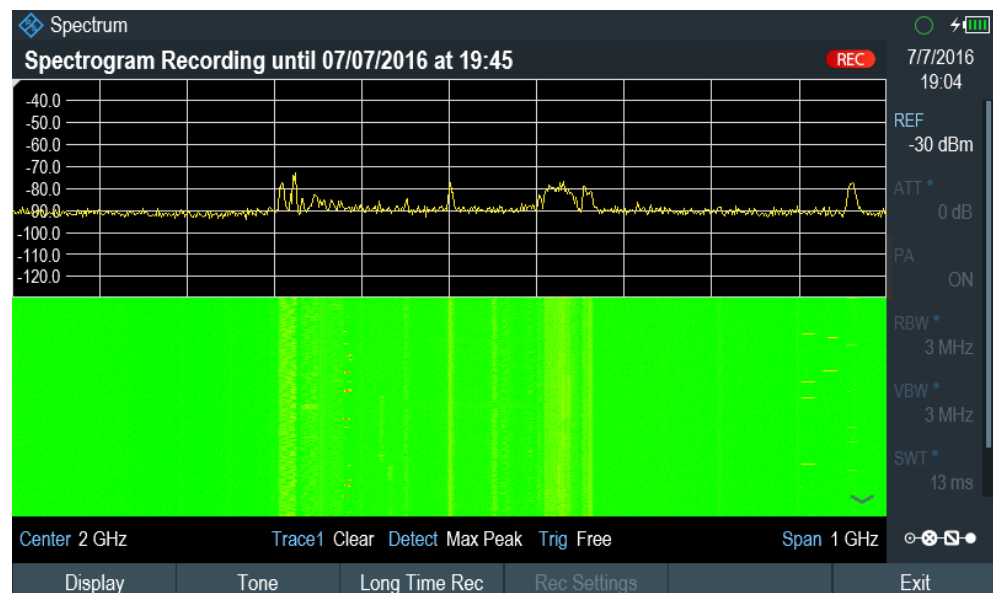 Spectrum
Spectrogram Recording until 07/07/2016 at 19:45 REC
7/7/2016
19:04
-40.0
-50.0
-60.0
-70.0
-80.0
-90.0
-100.0
-110.0
-120.0
REF
-30 dBm
ATT
0 dB
PA
ON
RBW
3 MHz
VBW
3 MHz
SWT
13 ms
Center 2 GHz Trace1 Clear Detect Max Peak Trig Free Span 1 GHz
Display Tone Long Time Rec Rec Settings Exit